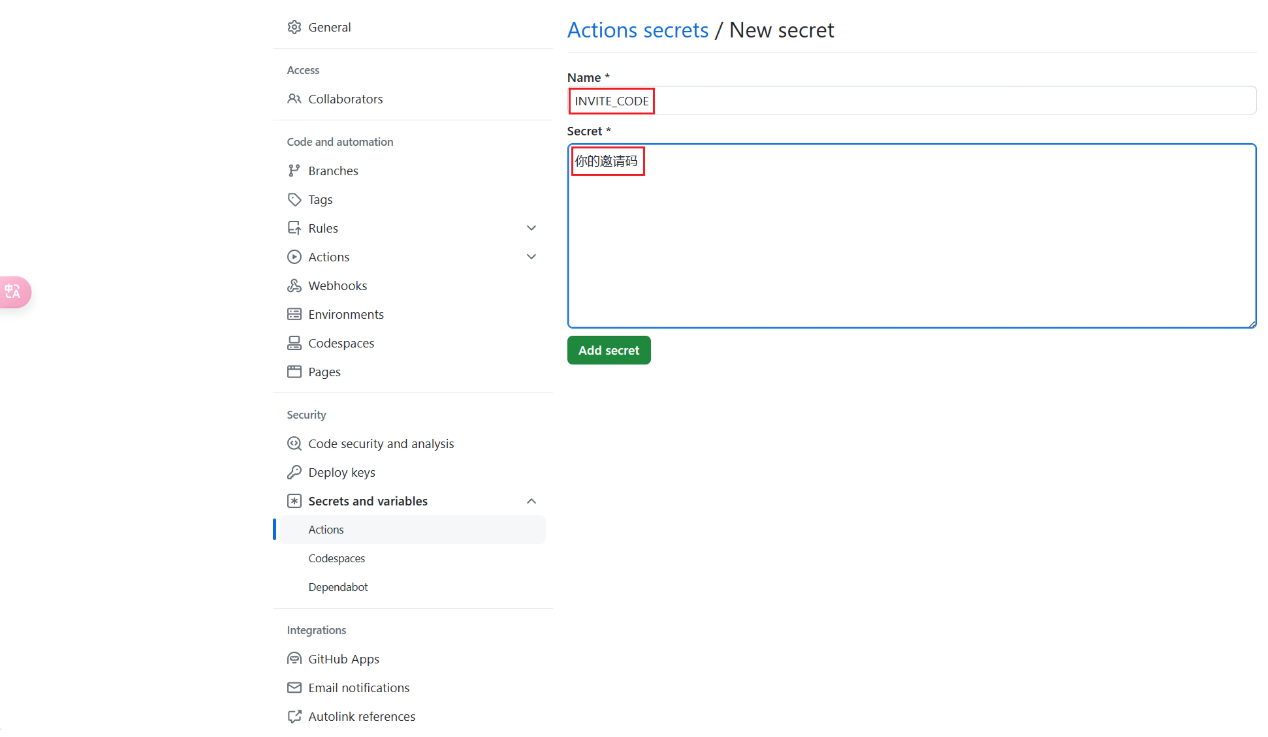 General
Access
Collaborators
Code and automation
Branches
Tags
Rules
Actions
Webhooks
Environments
Codespaces
Pages
Security
Code security and analysis
Deploy keys
Secrets and variables
Actions
Codespaces
Dependabot
Integrations
GitHub Apps
Email notifications
Autolink references
Actions secrets / New secret
Name *
INVITE_CODE
Secret *
你的邀请码
Add secret
中A